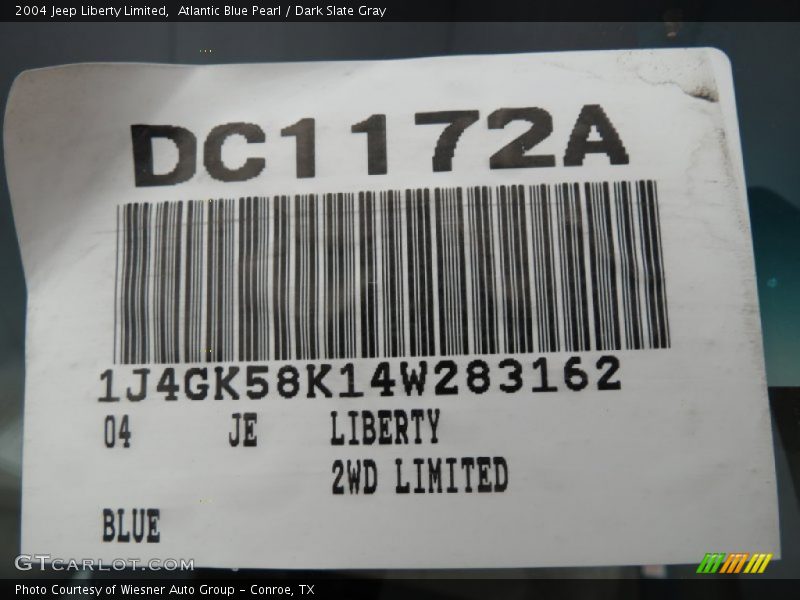 2004 Jeep Liberty Limited,  Atlantic Blue Pearl / Dark Slate Gray
DC1172A
1J4GK58K14W283162
04 JE LIBERTY
2WD LIMITED
BLUE
GTCARLOT.COM
Photo Courtesy of Wiesner Auto Group - Conroe, TX